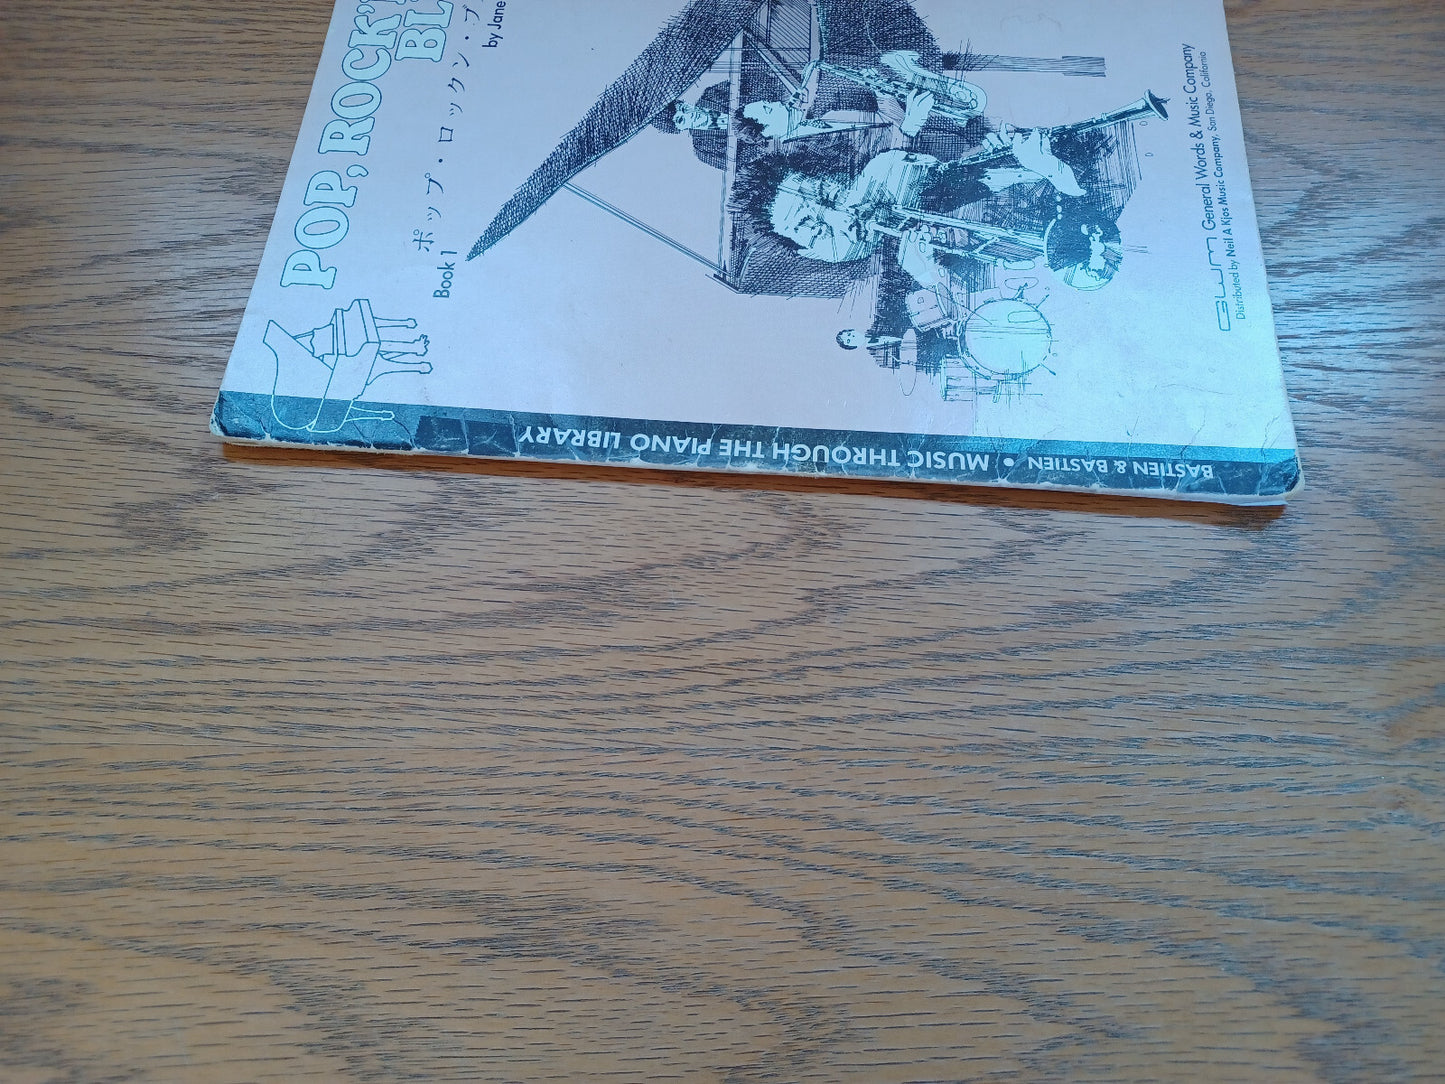 POP, ROCK'N
BL
ポップ・ロックン・ブ
Book 1
by Jane
GWM General Words & Music Company
Distributed by Neil A Kjos Music Company, San Diego, California
BASTIEN & BASTIEN • MUSIC THROUGH THE PIANO LIBRARY